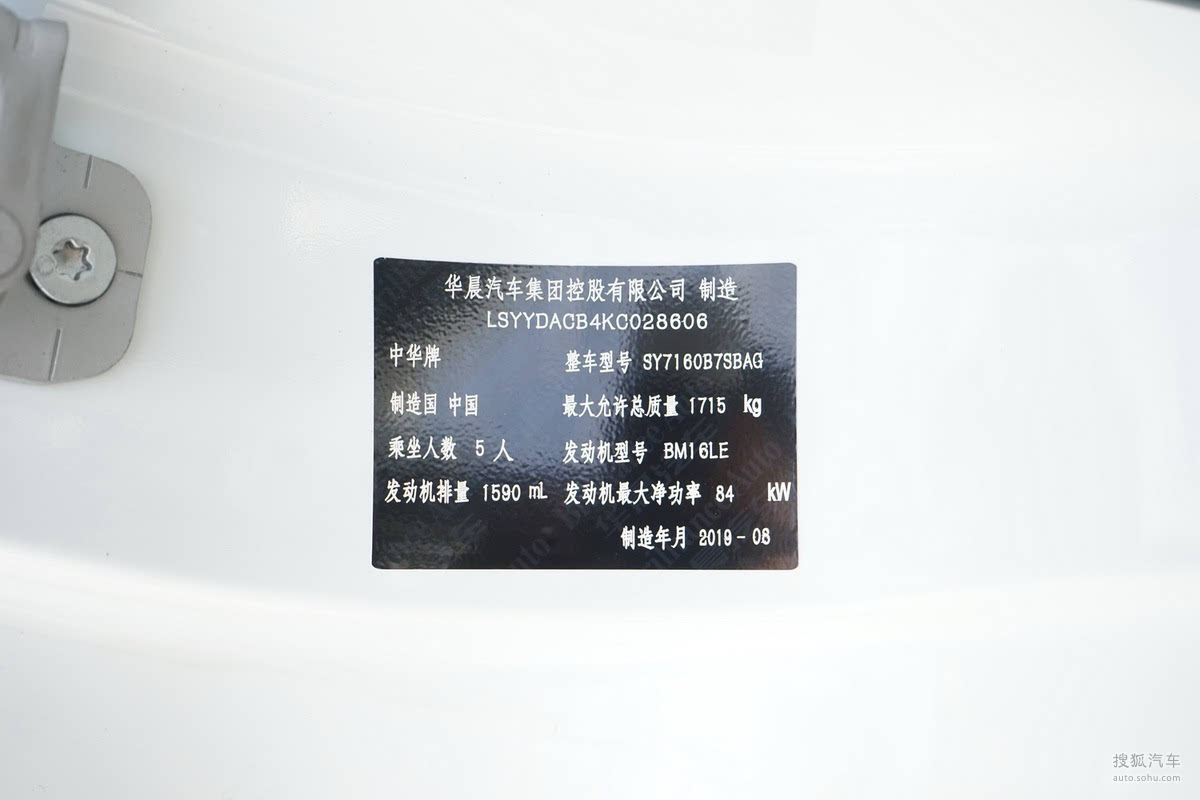 华晨汽车集团控股有限公司 制造
LSYYDACB4KC028606
中华牌 整车型号 SY7160B7SBAG
制造国 中国 最大允许总质量 1715 kg
乘坐人数 5 人 发动机型号 BM16LE
发动机排量 1590 mL 发动机最大净功率 84 kW
制造年月 2019-08
搜狐汽车
auto.sohu.com